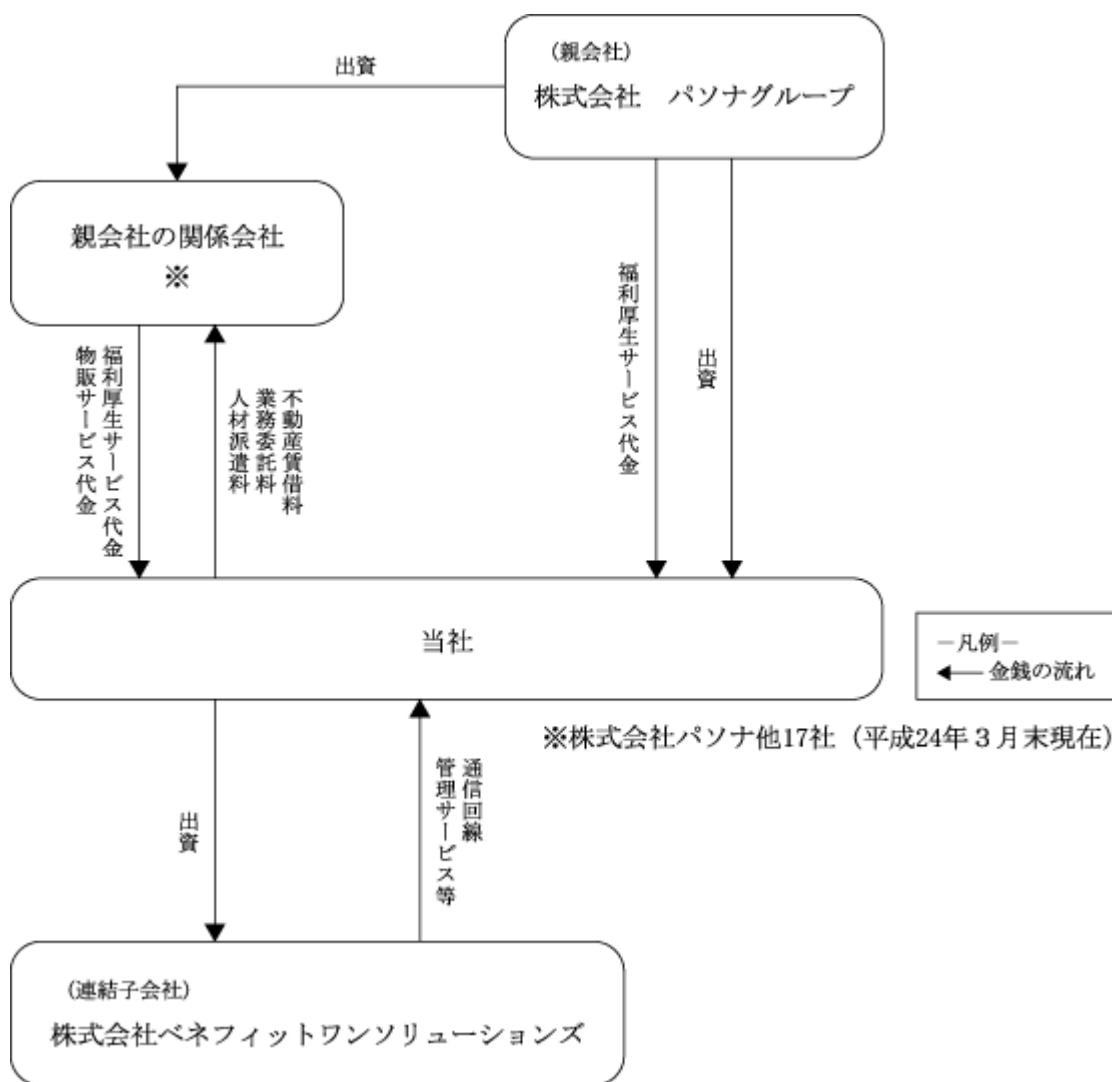 (親会社)
株式会社　パソナグループ
出資
親会社の関係会社
※
福利厚生サービス代金
物販サービス代金
不動産賃借料
業務委託料
人材派遣料
福利厚生サービス代金
出資
当社
－凡例－
金銭の流れ
※株式会社パソナ他17社（平成24年３月末現在）
出資
通信回線
管理サービス等
(連結子会社)
株式会社ベネフィットワンソリューションズ